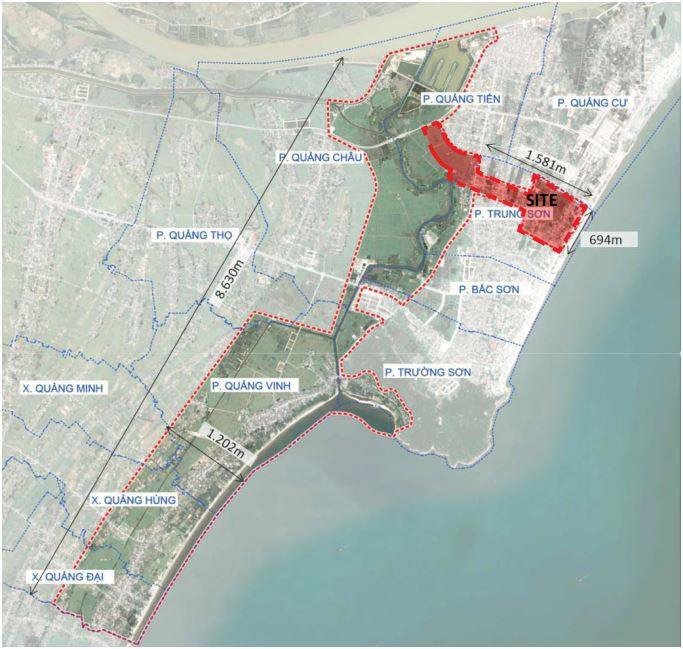 P. QUẢNG TIẾN
P. QUẢNG CƯ
P. QUẢNG CHÂU
1.581m
SITE
P. TRUNG SƠN
P. QUẢNG THỌ
694m
8.630m
P. BẮC SƠN
P. TRƯỜNG SƠN
X. QUẢNG MINH
P. QUẢNG VINH
1.202m
X. QUẢNG HÙNG
X. QUẢNG ĐẠI